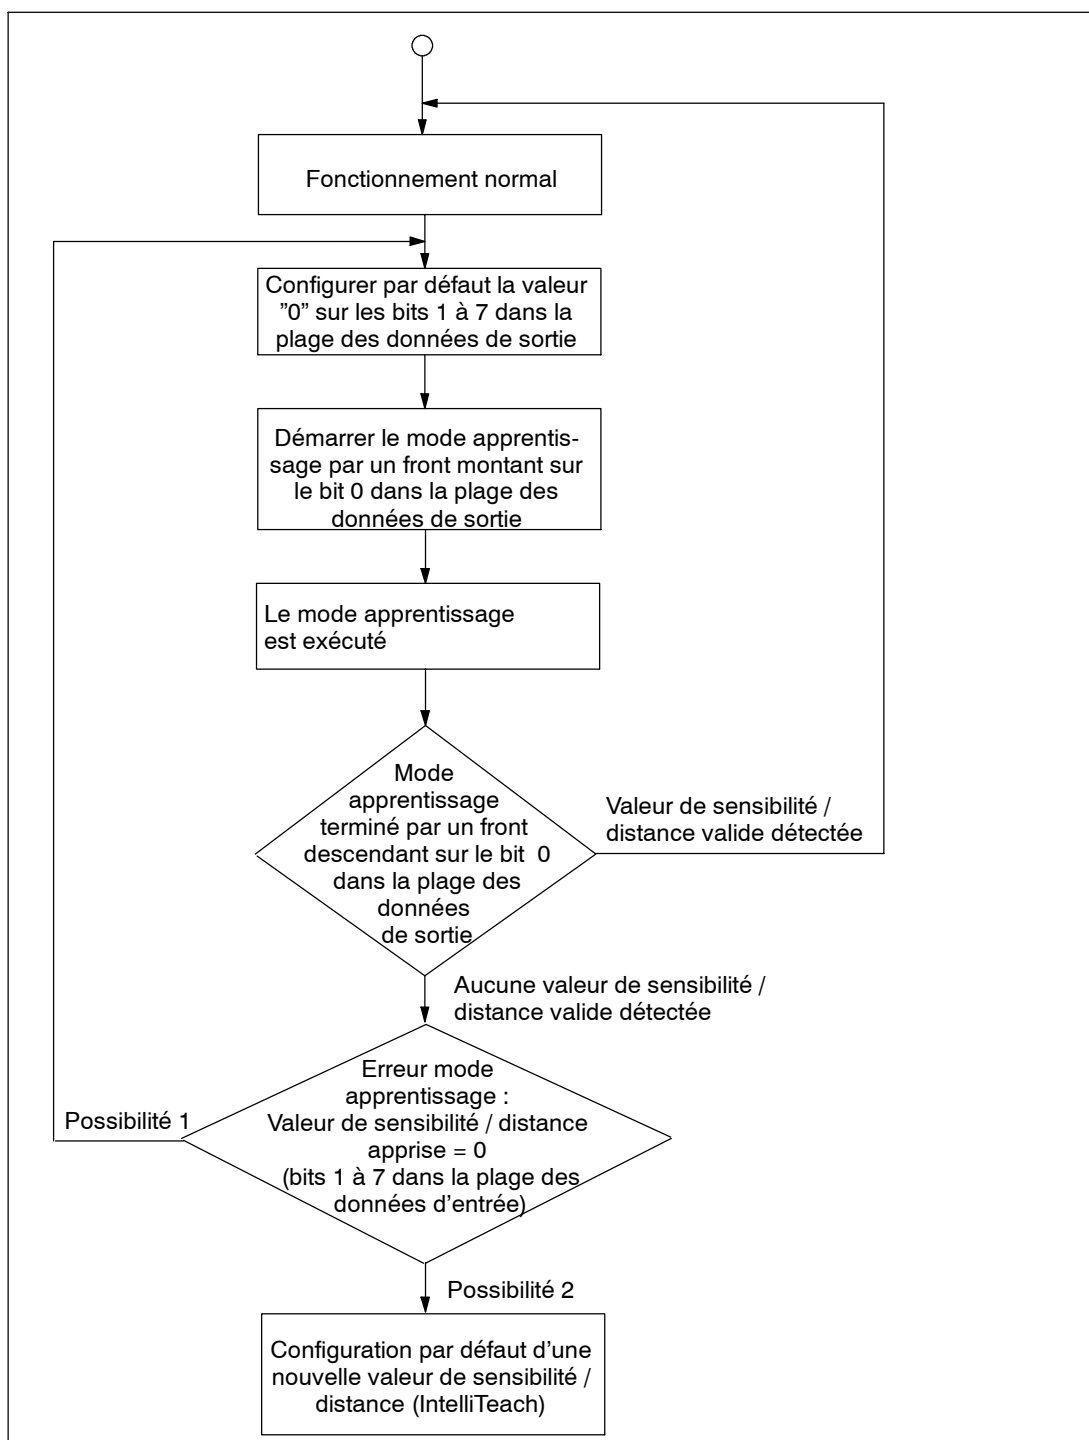 Fonctionnement normal
Configurer par défaut la valeur
”0” sur les bits 1 à 7 dans la
plage des données de sortie
Démarrer le mode apprentis-
sage par un front montant sur
le bit 0 dans la plage des
données de sortie
Le mode apprentissage
est exécuté
Mode
apprentissage
terminé par un front
descendant sur le bit 0
dans la plage des
données
de sortie
Valeur de sensibilité /
distance valide détectée
Aucune valeur de sensibilité /
distance valide détectée
Erreur mode
apprentissage :
Valeur de sensibilité / distance
apprise = 0
(bits 1 à 7 dans la plage des
données d’entrée)
Possibilité 1
Possibilité 2
Configuration par défaut d’une
nouvelle valeur de sensibilité /
distance (IntelliTeach)